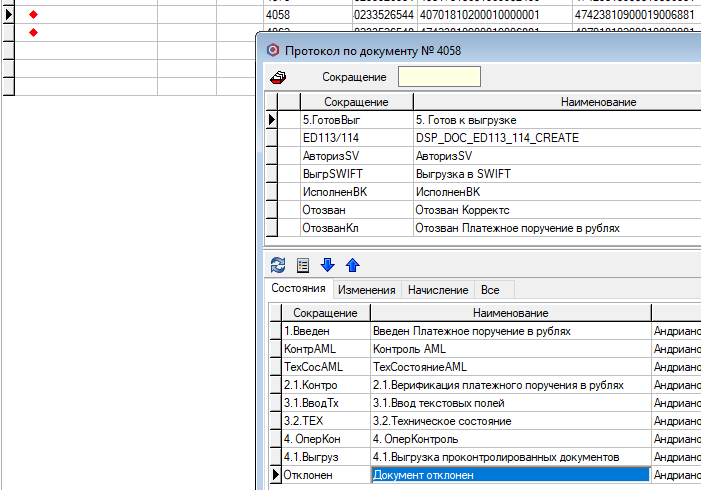 4058 0233526544 40701810200010000001 47423810900019006881
Протокол по документу № 4058
Сокращение
Сокращение Наименование
5.ГотовВыг 5. Готов к выгрузке
ED113/114 DSP_DOC_ED113_114_CREATE
АвторизSV АвторизSV
ВыгрSWIFT Выгрузка в SWIFT
ИсполненВК ИсполненВК
Отозван Отозван Корректс
ОтозванКл Отозван Платежное поручение в рублях
Состояния Изменения Начисление Все
Сокращение Наименование
1.Введен Введен Платежное поручение в рублях Андриано
КонтрAML Контроль AML Андриано
ТехСосAML ТехСостояниеAML Андриано
2.1.Контро 2.1.Верификация платежного поручения в рублях Андриано
3.1.ВводТх 3.1.Ввод текстовых полей Андриано
3.2.ТЕХ 3.2.Техническое состояние Андриано
4. ОперКон 4. ОперКонтроль Андриано
4.1.Выгруз 4.1.Выгрузка проконтролированных документов Андриано
Отклонен Документ отклонен Андриано